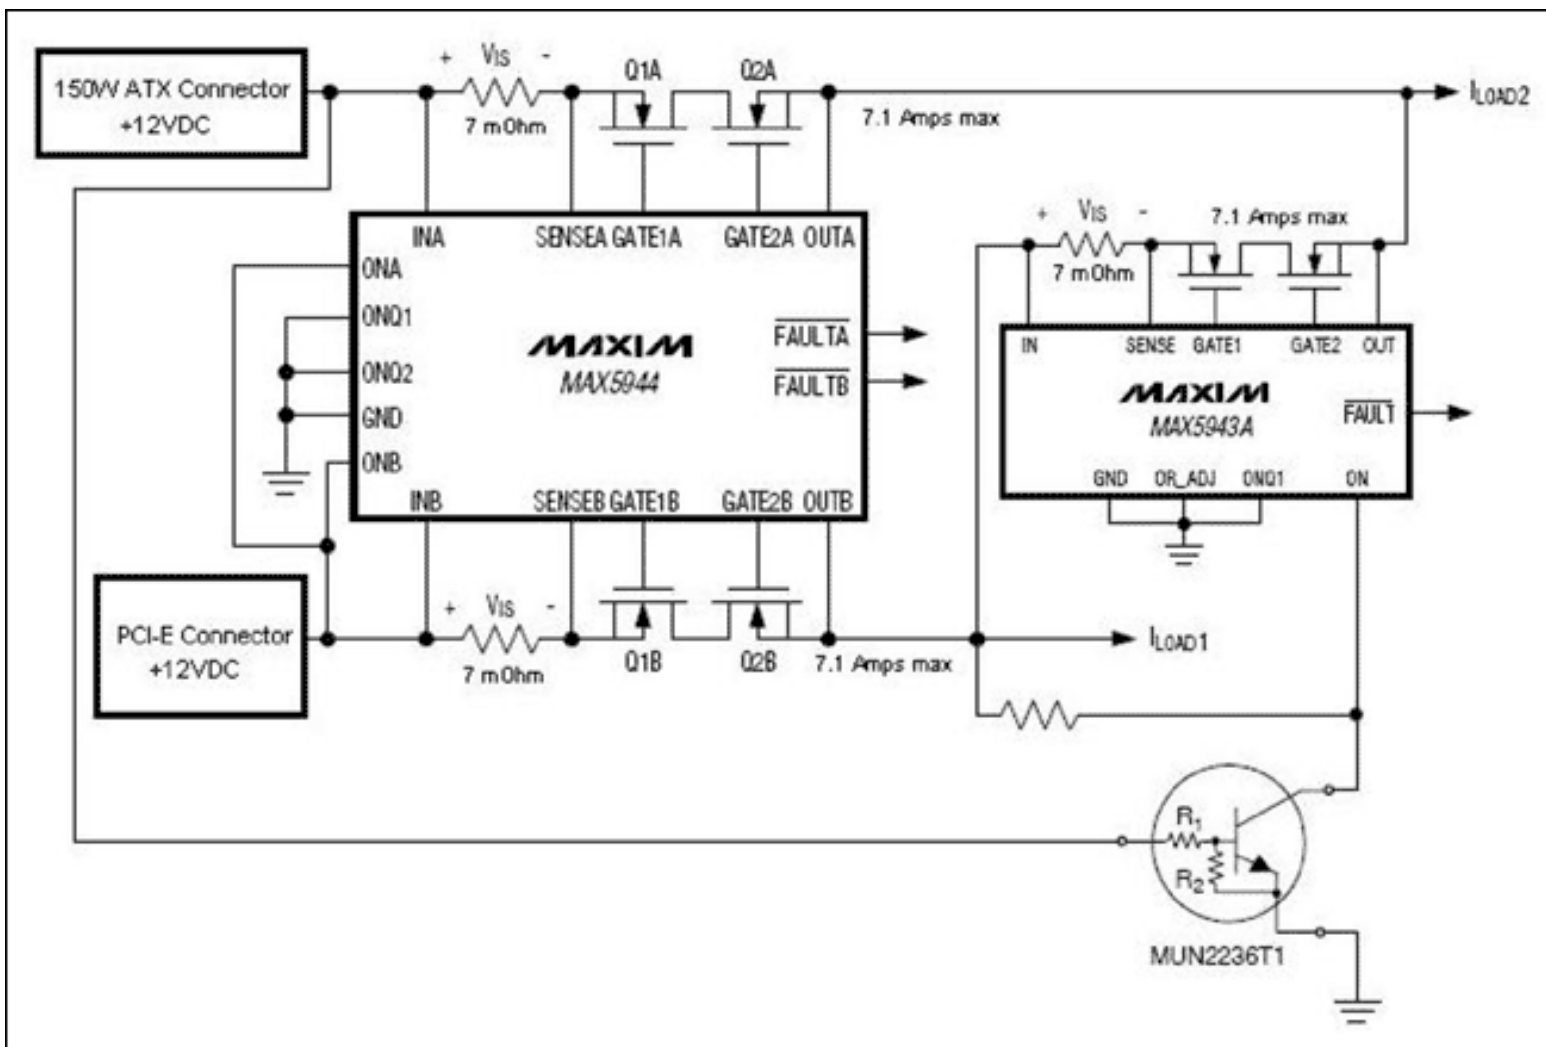 150W ATX Connector
+12VDC
+ VIS -
7 mOhm
Q1A
Q2A
7.1 Amps max
ILOAD2
INA
SENSEA
GATE1A
GATE2A
OUTA
ONA
ONQ1
ONQ2
GND
ONB
MAXIM
MAX5944
FAULTA
FAULTB
INB
SENSEB
GATE1B
GATE2B
OUTB
+ VIS -
7 mOhm
7.1 Amps max
IN
SENSE
GATE1
GATE2
OUT
MAXIM
MAX5943A
FAULT
GND
OR_ADJ
ONQ1
ON
PCI-E Connector
+12VDC
+ VIS -
7 mOhm
Q1B
Q2B
7.1 Amps max
ILOAD1
R1
R2
MUN2236T1